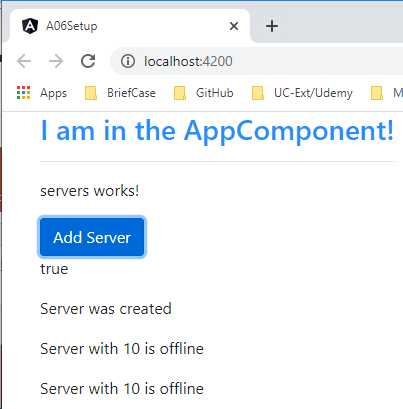 A06Setup
localhost:4200
Apps BriefCase GitHub UC-Ext/Udemy M
I am in the AppComponent!
servers works!
Add Server
true
Server was created
Server with 10 is offline
Server with 10 is offline